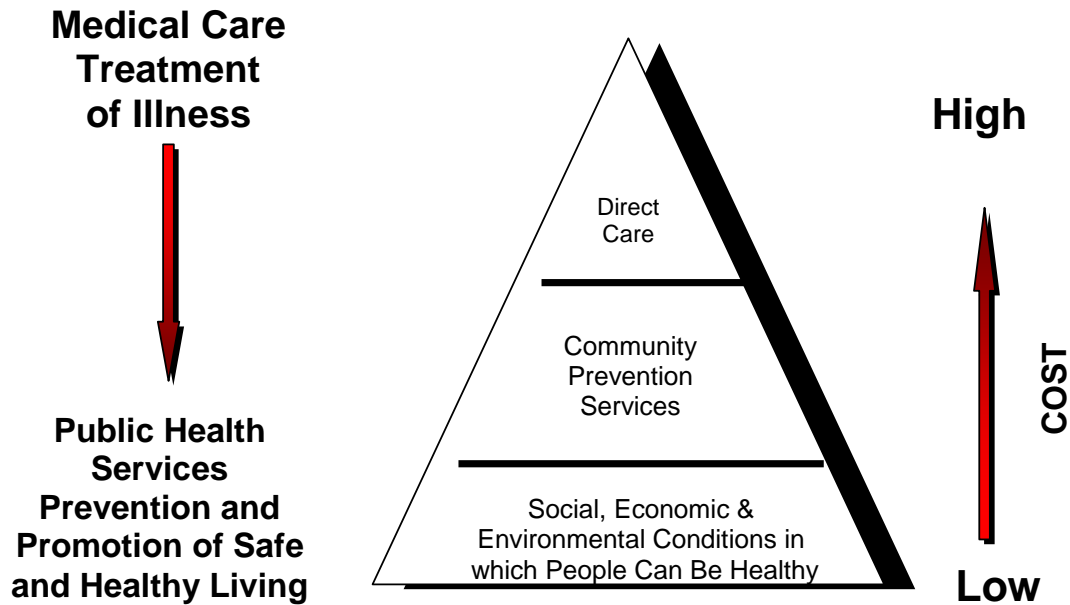 Medical Care
Treatment
of Illness
Public Health
Services
Prevention and
Promotion of Safe
and Healthy Living
Direct
Care
Community
Prevention
Services
Social, Economic &
Environmental Conditions in
which People Can Be Healthy
High
COST
Low